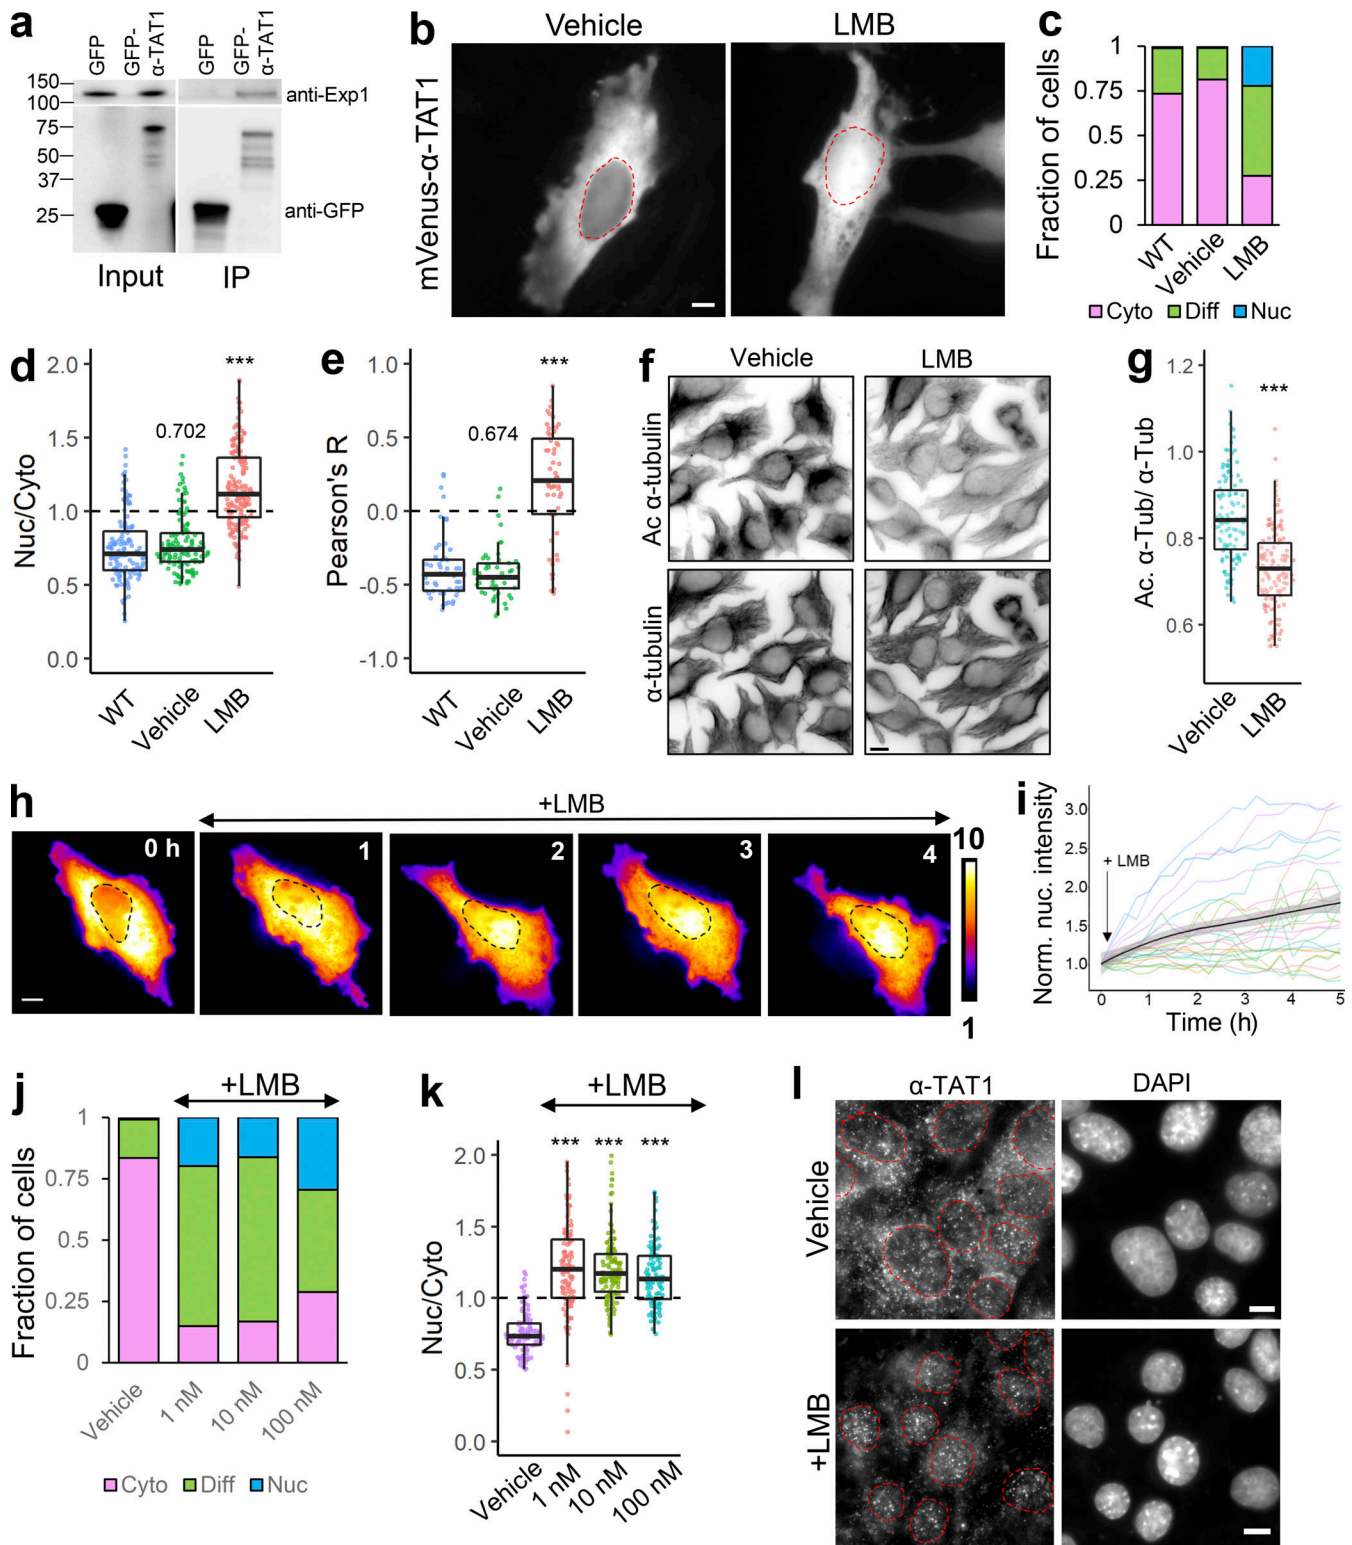 a
GFP
GFP-
α-TAT1
GFP
GFP-
α-TAT1
150
100
75
50
37
25
anti-Exp1
anti-GFP
Input
IP
b
Vehicle
LMB
mVenus-α-TAT1
c
Fraction of cells
1
0.75
0.5
0.25
0
WT
Vehicle
LMB
Cyto
Diff
Nuc
d
Nuc/Cyto
2.0
1.5
1.0
0.5
0.0
0.702
***
WT
Vehicle
LMB
e
Pearson's R
1.0
0.5
0.0
-0.5
-1.0
0.674
***
WT
Vehicle
LMB
f
Vehicle
LMB
Ac α-tubulin
α-tubulin
g
Ac. α-Tub/ α-Tub
1.2
1.0
0.8
0.6
***
Vehicle
LMB
h
+LMB
0 h
1
2
3
4
10
1
i
Norm. nuc. intensity
3.0
2.5
2.0
1.5
1.0
+ LMB
0
1
2
3
4
5
Time (h)
j
+LMB
Fraction of cells
1
0.75
0.5
0.25
0
Vehicle
1 nM
10 nM
100 nM
Cyto
Diff
Nuc
k
+LMB
Nuc/Cyto
2.0
1.5
1.0
0.5
0.0
***
***
***
Vehicle
1 nM
10 nM
100 nM
l
α-TAT1
DAPI
Vehicle
+LMB